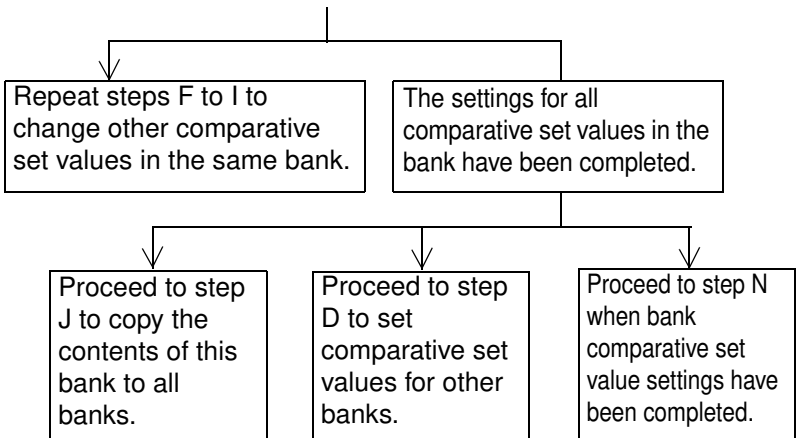 Repeat steps F to I to
change other comparative
set values in the same bank.
The settings for all
comparative set values in the
bank have been completed.
Proceed to step
J to copy the
contents of this
bank to all
banks.
Proceed to step
D to set
comparative set
values for other
banks.
Proceed to step N
when bank
comparative set
value settings have
been completed.